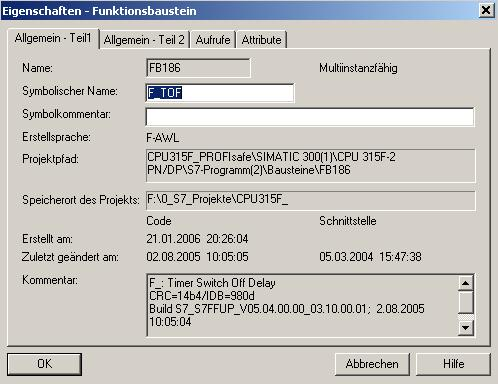 Eigenschaften - Funktionsbaustein
Allgemein - Teil1
Allgemein - Teil 2
Aufrufe
Attribute
Name: FB186 Multiinstanzfähig
Symbolischer Name: F_TOF
Symbolkommentar:
Erstellsprache: F-AWL
Projektpfad: CPU315F_PROFIsafe\SIMATIC 300(1)\CPU 315F-2
PN/DP\S7-Programm(2)\Bausteine\FB186
Speicherort des Projekts: F:\0_S7_Projekte\CPU315F_
Code Schnittstelle
Erstellt am: 21.01.2006 20:26:04
Zuletzt geändert am: 02.08.2005 10:05:05 05.03.2004 15:47:38
Kommentar: F_: Timer Switch Off Delay
CRC=14b4/IDB=980d
Build S7_S7FFUP_V05.04.00.00_03.10.00.01; 2.08.2005
10:05:04
OK Abbrechen Hilfe